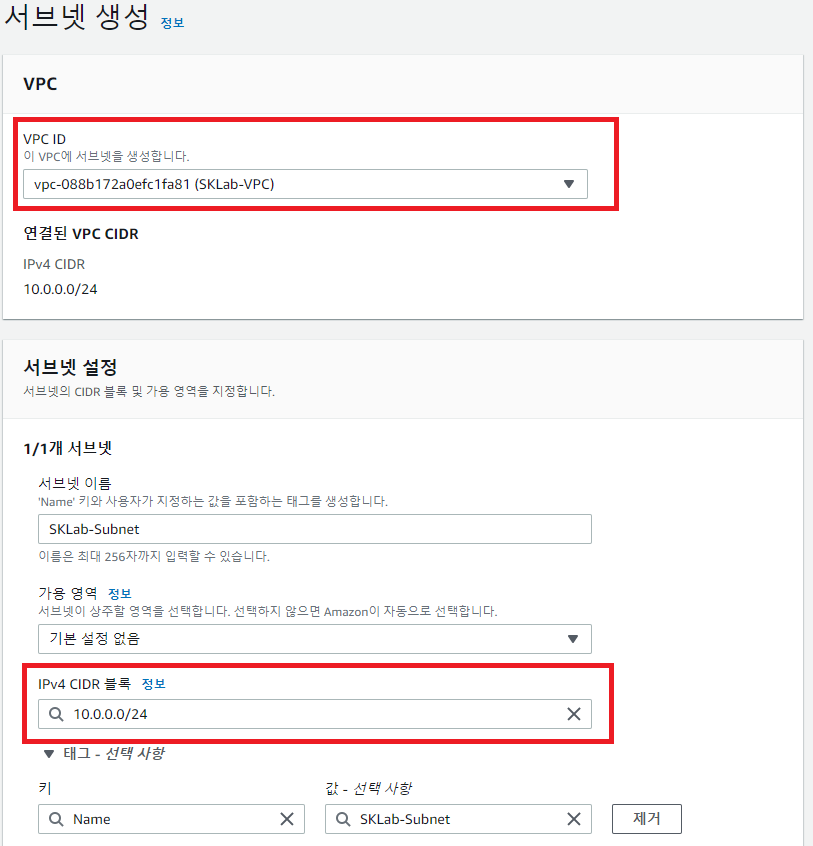 서브넷 생성 정보
VPC
VPC ID
이 VPC에 서브넷을 생성합니다.
vpc-088b172a0efc1fa81 (SKLab-VPC)
연결된 VPC CIDR
IPv4 CIDR
10.0.0.0/24
서브넷 설정
서브넷의 CIDR 블록 및 가용 영역을 지정합니다.
1/1개 서브넷
서브넷 이름
'Name' 키와 사용자가 지정하는 값을 포함하는 태그를 생성합니다.
SKLab-Subnet
이름은 최대 256자까지 입력할 수 있습니다.
가용 영역 정보
서브넷이 상주할 영역을 선택합니다. 선택하지 않으면 Amazon이 자동으로 선택합니다.
기본 설정 없음
IPv4 CIDR 블록 정보
10.0.0.0/24
태그 - 선택 사항
키 값 - 선택 사항
Name SKLab-Subnet 제거